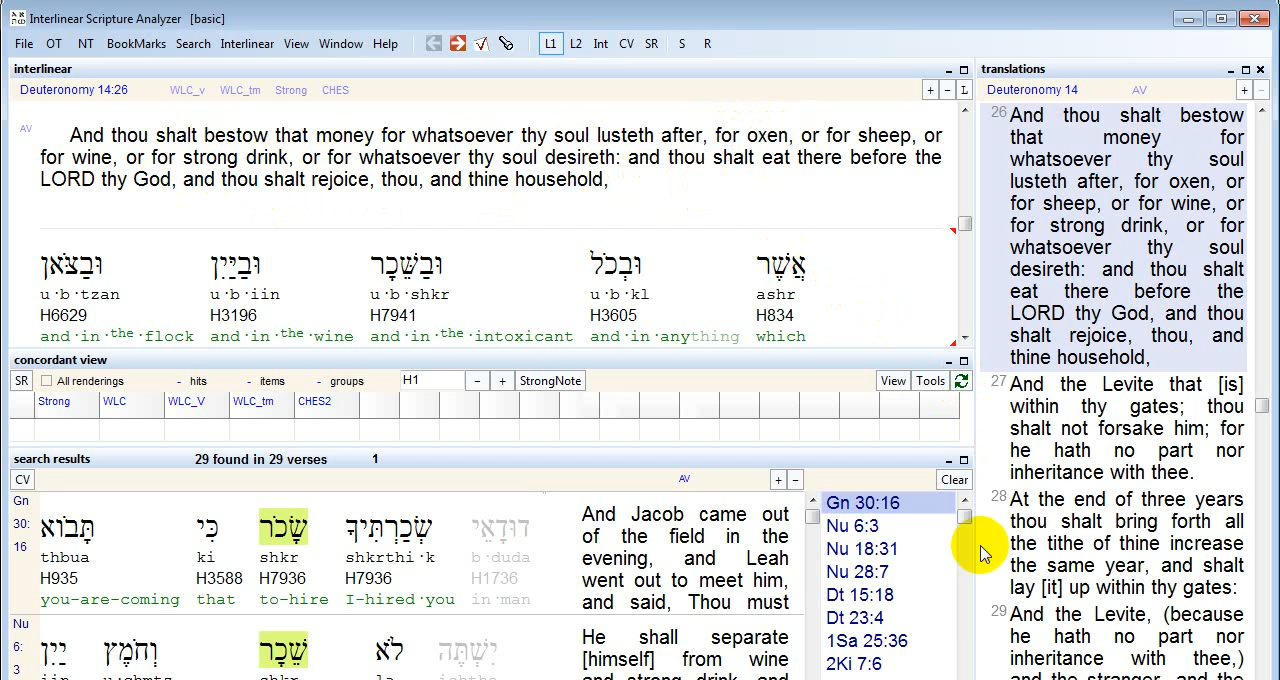 Interlinear Scripture Analyzer [basic]
File OT NT BookMarks Search Interlinear View Window Help L1 L2 Int CV SR S R
interlinear
Deuteronomy 14:26 WLC_v WLC_tm Strong CHES + - L
AV
And thou shalt bestow that money for whatsoever thy soul lusteth after, for oxen, or for sheep, or
for wine, or for strong drink, or for whatsoever thy soul desireth: and thou shalt eat there before the
LORD thy God, and thou shalt rejoice, thou, and thine household,
וּבַצֹּאן וּבַיַּיִן וּבַשֵּׁכָר וּבְכֹל אֲשֶׁר
u·b·tzan u·b·iin u·b·shkr u·b·kl ashr
H6629 H3196 H7941 H3605 H834
and·in·the·flock and·in·the·wine and·in·the·intoxicant and·in·anything which
concordant view
SR All renderings - hits - items - groups H1 - + StrongNote View Tools
Strong WLC WLC_V WLC_tm CHES2
search results 29 found in 29 verses 1
CV AV + - Clear
Gn
30:
16
תָּבוֹא כִּי שָׂכֹר שְׂכַרְתִּיךָ דוּדָאֵי
thbua ki shkr shkrthi·k b·duda
H935 H3588 H7936 H7936 H1736
you-are-coming that to-hire I-hired·you in·man
And Jacob came out
of the field in the
evening, and Leah
went out to meet him,
and said, Thou must
Nu
6:
3
יַיִן וְחֹמֶץ שֵׁכָר לֹא יִשְׁתֶּה
He shall separate
[himself] from wine
and strong drink, and
Gn 30:16
Nu 6:3
Nu 18:31
Nu 28:7
Dt 15:18
Dt 23:4
1Sa 25:36
2Ki 7:6
translations
Deuteronomy 14 AV + -
26 And thou shalt bestow
that money for
whatsoever thy soul
lusteth after, for oxen, or
for sheep, or for wine, or
for strong drink, or for
whatsoever thy soul
desireth: and thou shalt
eat there before the
LORD thy God, and thou
shalt rejoice, thou, and
thine household,
27 And the Levite that [is]
within thy gates; thou
shalt not forsake him; for
he hath no part nor
inheritance with thee.
28 At the end of three years
thou shalt bring forth all
the tithe of thine increase
the same year, and shalt
lay [it] up within thy gates:
29 And the Levite, (because
he hath no part nor
inheritance with thee,)
and the stranger, and the